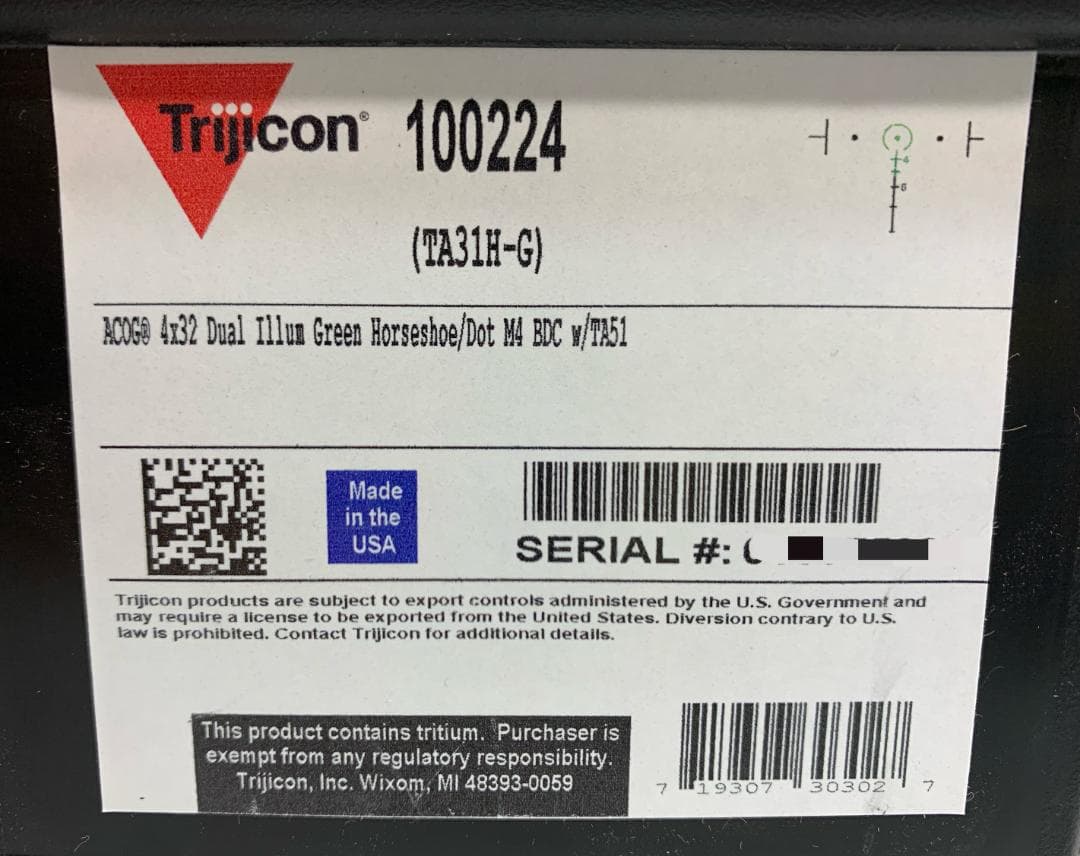 Trijicon® 100224
(TA31H-G)
4
6
ACOG® 4x32 Dual Illum Green Horseshoe/Dot M4 BDC w/TA51
Made
in the
USA
SERIAL #:
Trijicon products are subject to export controls administered by the U.S. Government and
may require a license to be exported from the United States. Diversion contrary to U.S.
law is prohibited. Contact Trijicon for additional details.
This product contains tritium. Purchaser is
exempt from any regulatory responsibility.
Trijicon, Inc. Wixom, MI 48393-0059
7 19307 30302 7